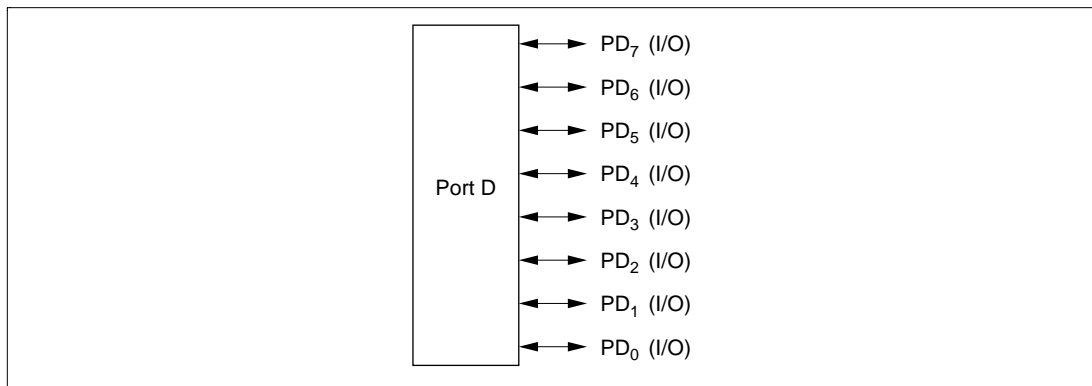 PD₇ (I/O)
PD₆ (I/O)
PD₅ (I/O)
PD₄ (I/O)
Port D
PD₃ (I/O)
PD₂ (I/O)
PD₁ (I/O)
PD₀ (I/O)